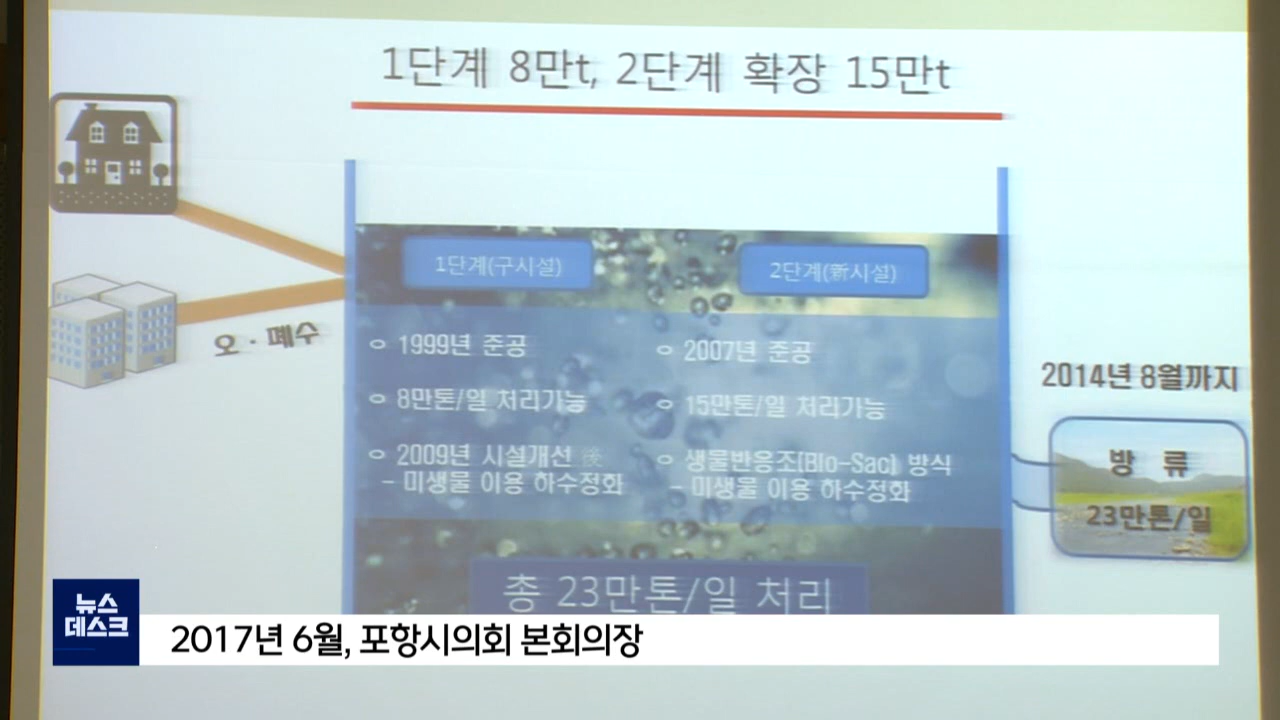 1단계 8만t, 2단계 확장 15만t
1단계(구시설)
2단계(新시설)
오·폐수
1999년 준공
8만톤/일 처리가능
2009년 시설개선 後
- 미생물 이용 하수정화
2007년 준공
15만톤/일 처리가능
생물반응조(Bio-Sac) 방식
- 미생물 이용 하수정화
2014년 8월까지
방 류
23만톤/일
총 23만톤/일 처리
뉴스
데스크
2017년 6월, 포항시의회 본회의장